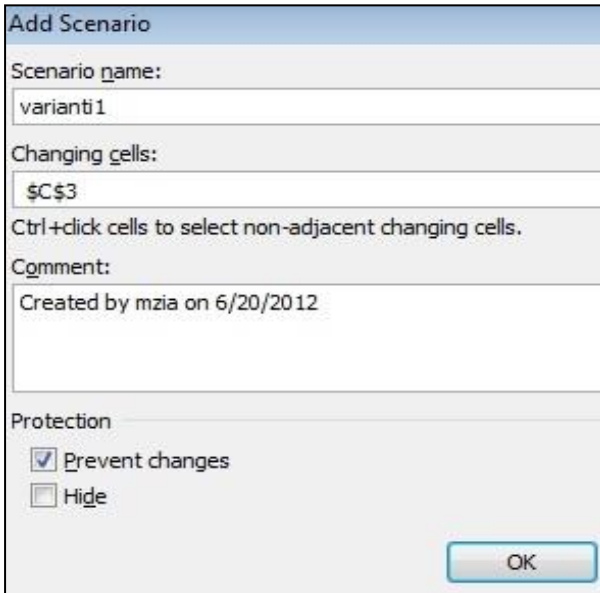 Add Scenario
Scenario name:
varianti1
Changing cells:
$C$3
Ctrl+click cells to select non-adjacent changing cells.
Comment:
Created by mzia on 6/20/2012
Protection
Prevent changes
Hide
OK